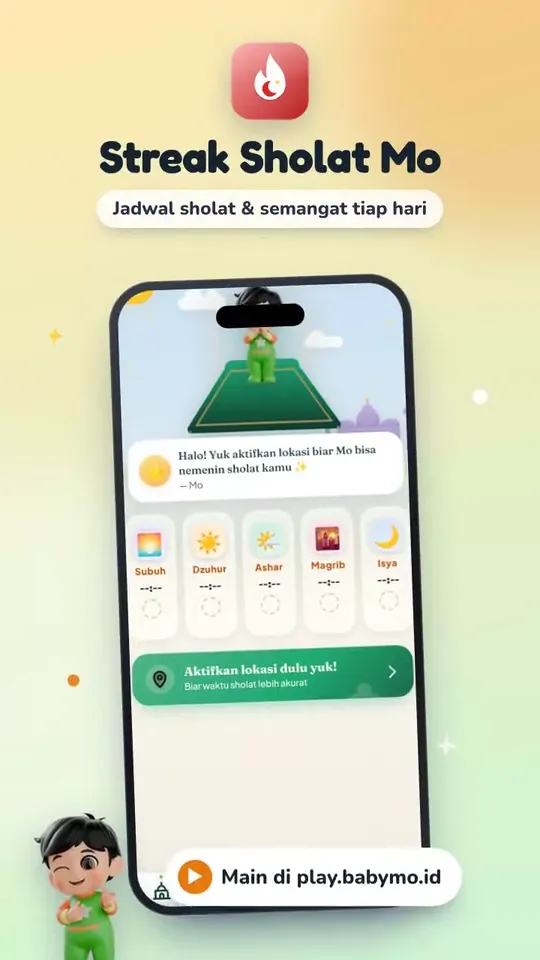 Streak Sholat Mo
Jadwal sholat & semangat tiap hari
Halo! Yuk aktifkan lokasi biar Mo bisa
nemenin sholat kamu ✨
— Mo
Subuh
Dzuhur
Ashar
Magrib
Isya
--:--
--:--
--:--
--:--
--:--
Aktifkan lokasi dulu yuk!
Biar waktu sholat lebih akurat
Main di play.babymo.id